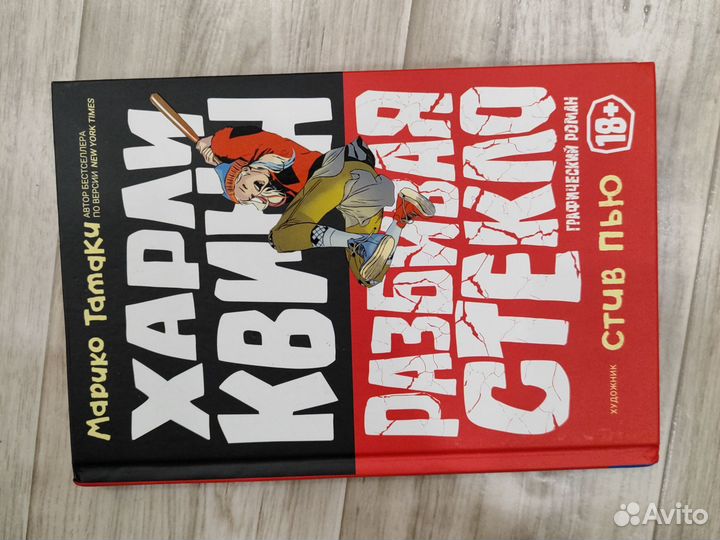 Марико Тамаки
АВТОР БЕСТСЕЛЛЕРА
ПО ВЕРСИИ NEW YORK TIMES
ХАРЛИ
КВИНН
РАЗБИВАЯ
СТЕКЛО
ГРАФИЧЕСКИЙ РОМАН
18+
ХУДОЖНИК СТИВ ПЬЮ
Avito